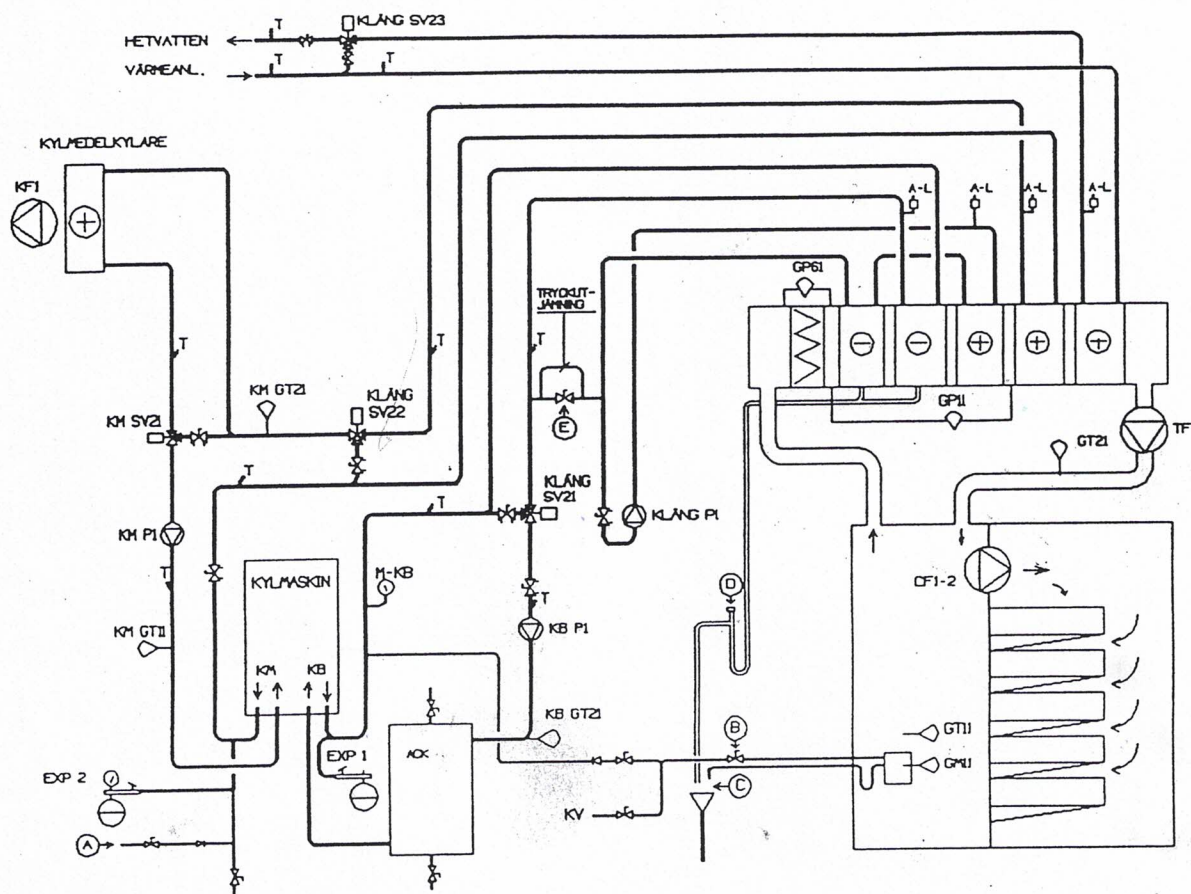 KLÄNG SV23
T
HETVATTEN
VÄRMEANL.
T
T
KYLMEDELKYLARE
KF1
A-L
A-L
A-L
A-L
GP61
TRYCKUT-
JÄMNING
T
T
T
KM GT21
KLÄNG
SV22
KM SV21
E
GP11
TF
GT21
T
T
KLÄNG
SV21
KLÄNG P1
KM P1
T
KYLMASKIN
M-KB
D
CF1-2
T
KB P1
KM GT11
KM
KB
KB GT21
B
GT11
ACK
EXP 1
EXP 2
GM11
C
KV
A